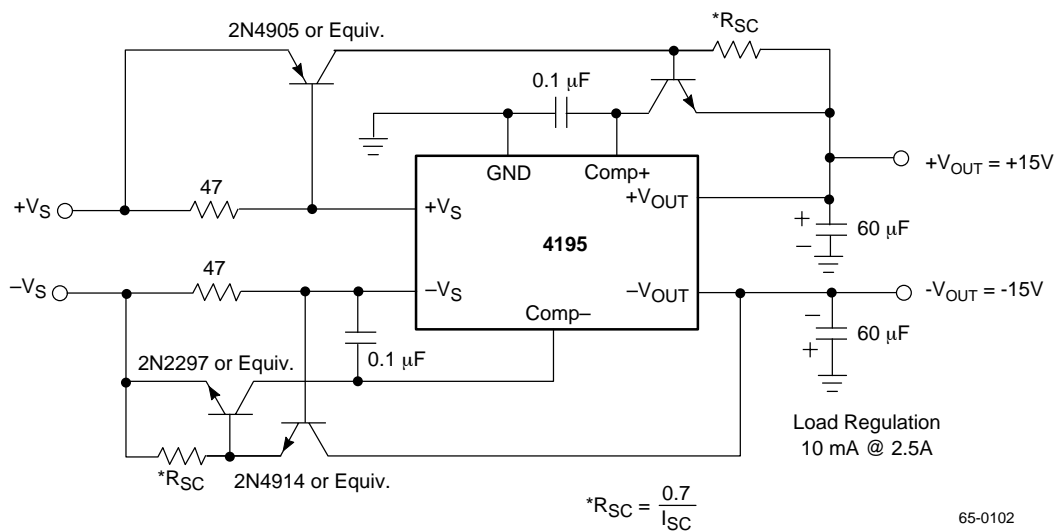 2N4905 or Equiv.
*RSC
0.1 μF
GND
Comp+
+VOUT = +15V
47
+VS
+VS
+VOUT
60 μF
+
–
4195
–VS
47
–VS
–VOUT
-VOUT = -15V
Comp–
–
+
60 μF
0.1 μF
2N2297 or Equiv.
Load Regulation
10 mA @ 2.5A
*RSC
2N4914 or Equiv.
*RSC = 0.7
ISC
65-0102